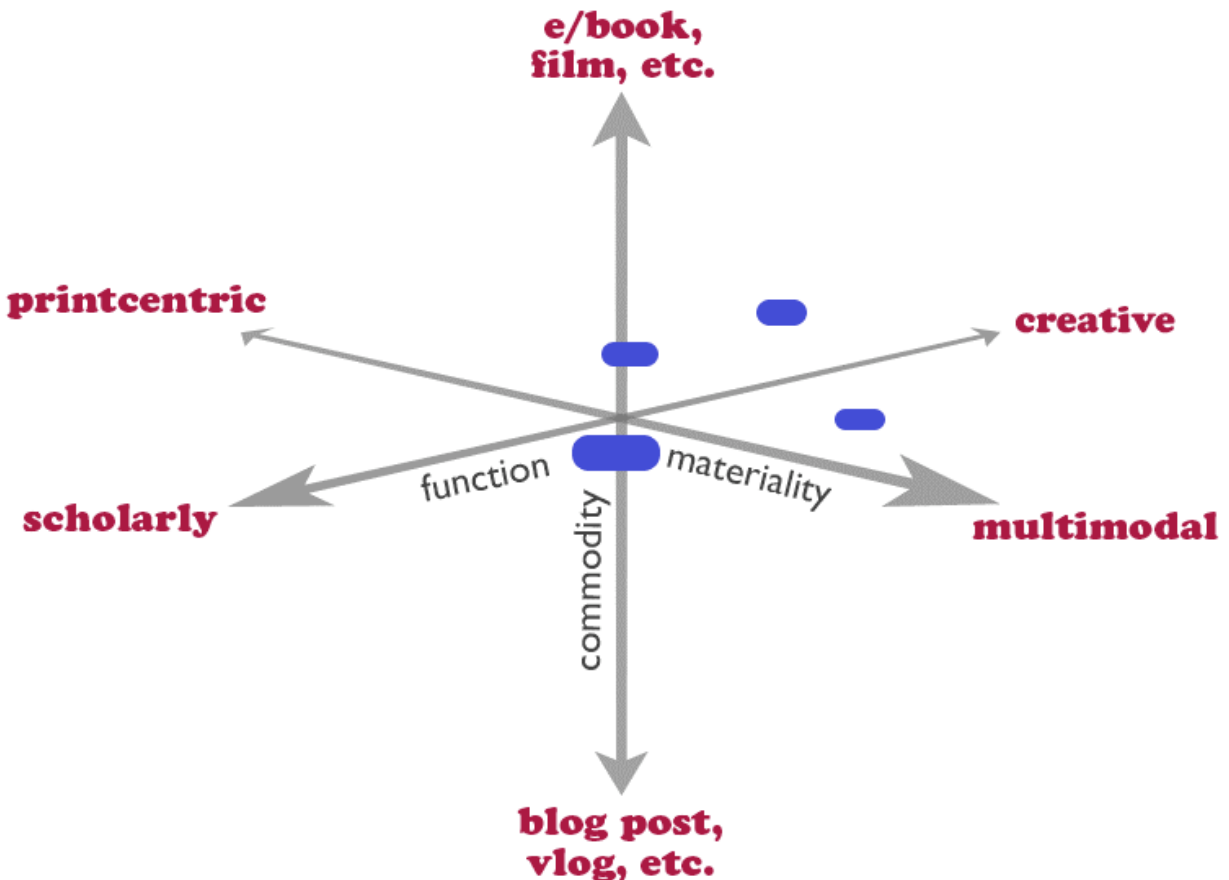 e/book,
film, etc.
printcentric
creative
function
materiality
scholarly
multimodal
commodity
blog post,
vlog, etc.